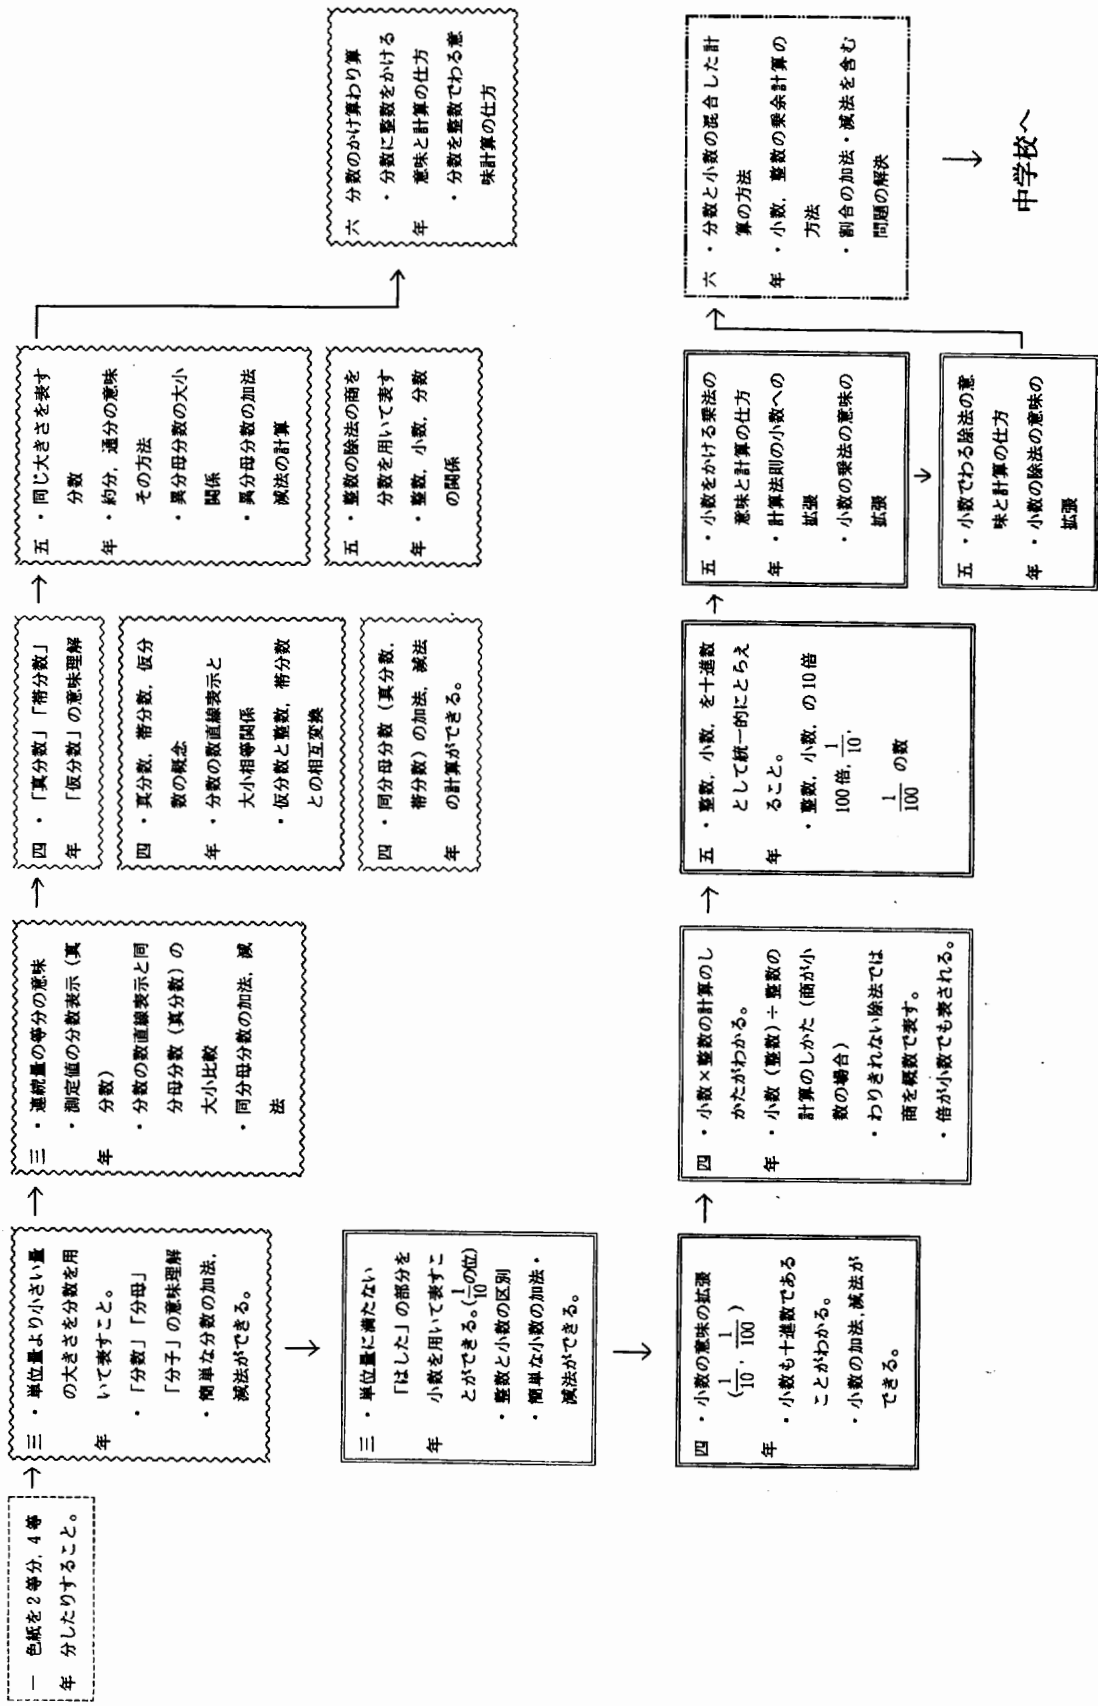 一年
色紙を2等分,4等
分したりすること。
三年
・単位量より小さい量
の大きさを分数を用
いて表すこと。
・「分数」「分母」
「分子」の意味理解
・簡単な分数の加法,
減法ができる。
三年
・連続量の等分の意味
・測定値の分数表示(真
分数)
・分数の数直線表示と同
分母分数(真分数)の
大小比較
・同分母分数の加法,減
法
四年
・「真分数」「帯分数」
「仮分数」の意味理解
四年
・真分数,帯分数,仮分
数の概念
・分数の数直線表示と
大小相等関係
・仮分数と整数,帯分数
との相互変換
四年
・同分母分数(真分数,
帯分数)の加法,減法
の計算ができる。
五年
・同じ大きさを表す
分数
・約分,通分の意味
その方法
・異分母分数の大小
関係
・異分母分数の加法
減法の計算
五年
・整数の除法の商を
分数を用いて表す
・整数,小数,分数
の関係
六年
分数のかけ算わり算
・分数に整数をかける
意味と計算の仕方
・分数を整数でわる意
味計算の仕方
三年
・単位量に満たない
「はした」の部分を
小数を用いて表すこ
とができる。(1/10の位)
・整数と小数の区別
・簡単な小数の加法・
減法ができる。
四年
・小数の意味の拡張
(1/10,1/100)
・小数も十進数である
ことがわかる。
・小数の加法,減法が
できる。
四年
・小数×整数の計算のし
かたがわかる。
・小数(整数)÷整数の
計算のしかた(商が小
数の場合)
・わりきれない除法では
商を概数で表す。
・倍が小数でも表される。
五年
・整数,小数,を十進数
として統一的にとらえ
ること。
・整数,小数,の10倍
100倍,1/10,
1/100の数
五年
・小数をかける乗法の
意味と計算の仕方
・計算法則の小数への
拡張
・小数の乗法の意味の
拡張
五年
・小数でわる除法の意
味と計算の仕方
・小数の除法の意味の
拡張
六年
・分数と小数の混合した計
算の方法
・小数,整数の乗余計算の
方法
・割合の加法・減法を含む
問題の解決
中学校へ